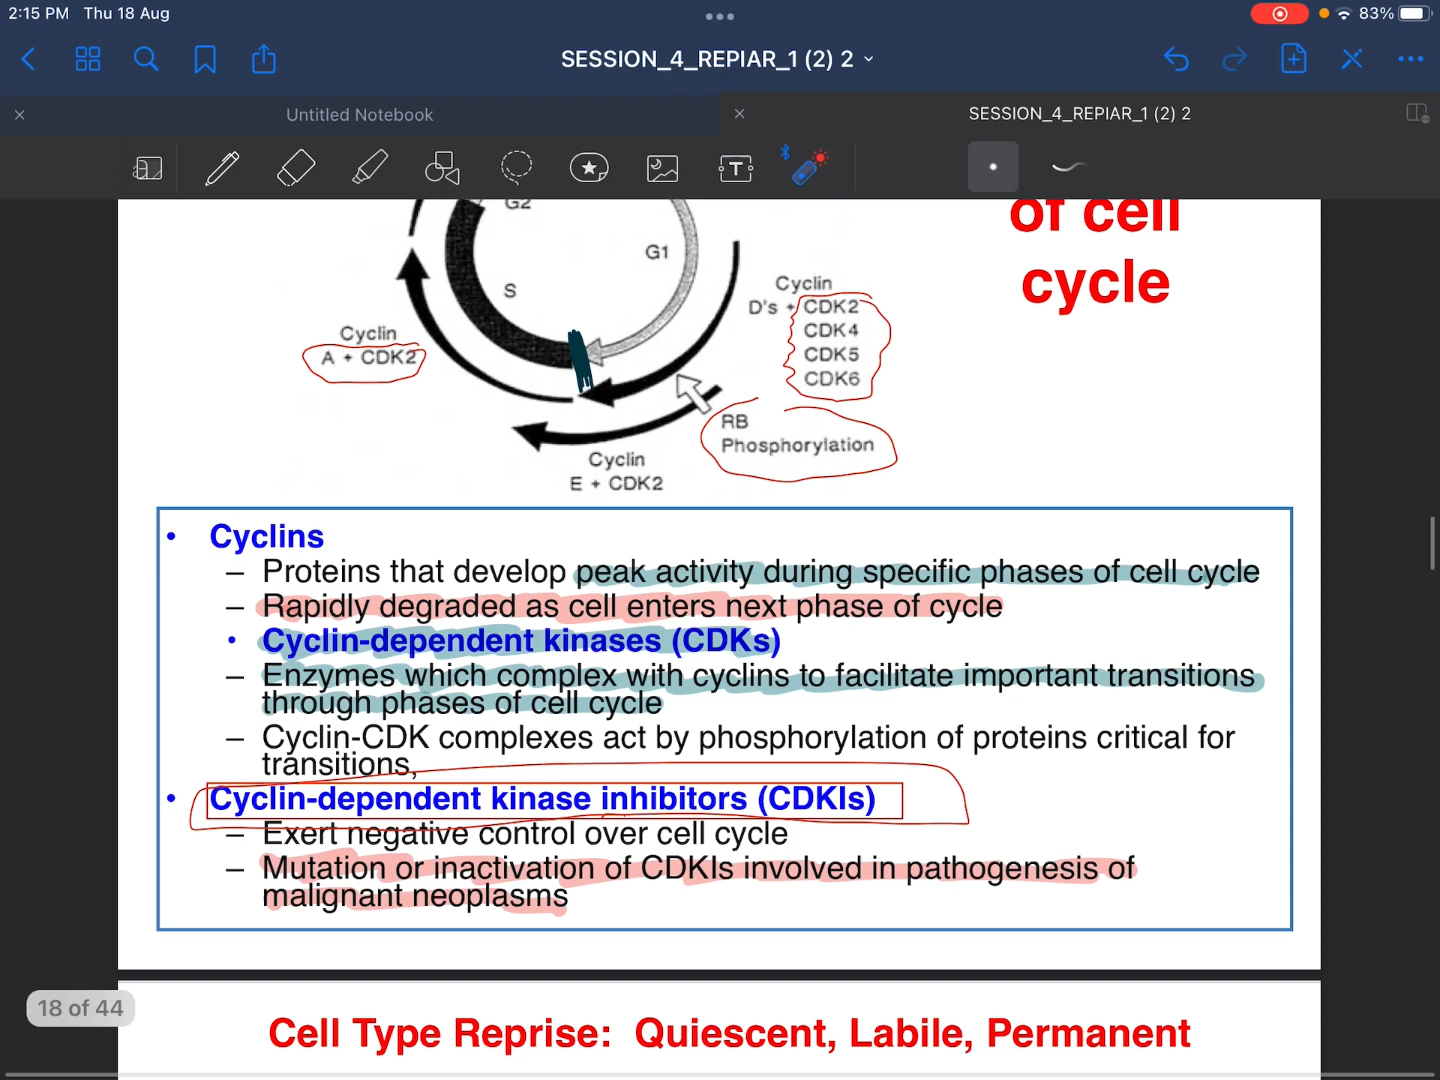 2:15 PM Thu 18 Aug
83%
SESSION_4_REPIAR_1 (2) 2
Untitled Notebook
SESSION_4_REPIAR_1 (2) 2
of cell
cycle
G2
G1
S
Cyclin
A + CDK2
Cyclin
D's + CDK2
CDK4
CDK5
CDK6
RB
Phosphorylation
Cyclin
E + CDK2
• Cyclins
– Proteins that develop peak activity during specific phases of cell cycle
– Rapidly degraded as cell enters next phase of cycle
• Cyclin-dependent kinases (CDKs)
– Enzymes which complex with cyclins to facilitate important transitions
through phases of cell cycle
– Cyclin-CDK complexes act by phosphorylation of proteins critical for
transitions,
• Cyclin-dependent kinase inhibitors (CDKIs)
– Exert negative control over cell cycle
– Mutation or inactivation of CDKIs involved in pathogenesis of
malignant neoplasms
18 of 44
Cell Type Reprise: Quiescent, Labile, Permanent